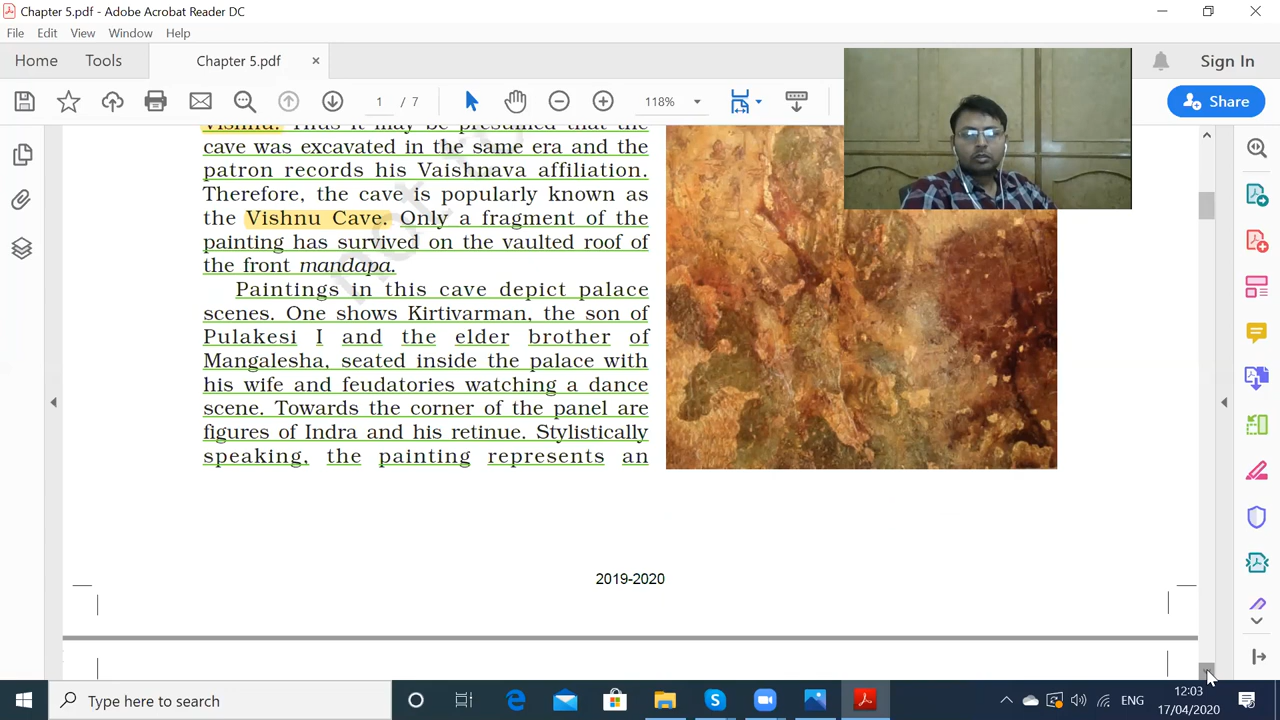 Chapter 5.pdf - Adobe Acrobat Reader DC
File Edit View Window Help
Home Tools Chapter 5.pdf × Sign In
1 / 7 118% Share
Vishnu. Thus it may be presumed that the
cave was excavated in the same era and the
patron records his Vaishnava affiliation.
Therefore, the cave is popularly known as
the Vishnu Cave. Only a fragment of the
painting has survived on the vaulted roof of
the front mandapa.
Paintings in this cave depict palace
scenes. One shows Kirtivarman, the son of
Pulakesi I and the elder brother of
Mangalesha, seated inside the palace with
his wife and feudatories watching a dance
scene. Towards the corner of the panel are
figures of Indra and his retinue. Stylistically
speaking, the painting represents an
not
2019-2020
Type here to search
ENG
12:03
17/04/2020